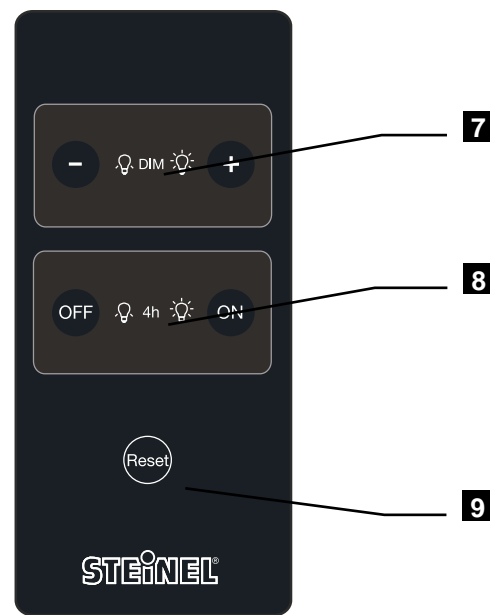 - DIM +
7
OFF 4h ON
8
Reset
9
STEINEL®